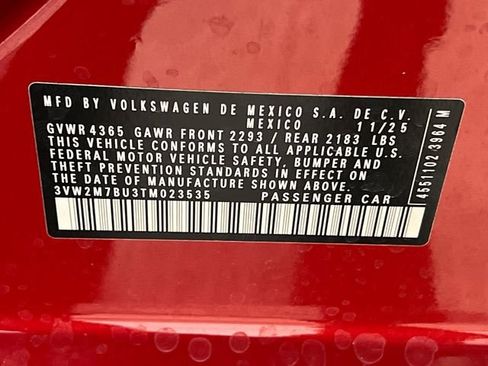 MFD BY VOLKSWAGEN DE MEXICO S.A. DE C.V.
MEXICO 11/25
GVWR 4365 GAWR FRONT 2293 / REAR 2183 LBS
THIS VEHICLE CONFORMS TO ALL APPLICABLE U.S.
FEDERAL MOTOR VEHICLE SAFETY, BUMPER AND
THEFT PREVENTION STANDARDS IN EFFECT ON
THE DATE OF MANUFACTURE SHOWN ABOVE.
3VW2M7BU3TM023535 PASSENGER CAR
4551102 3964 M